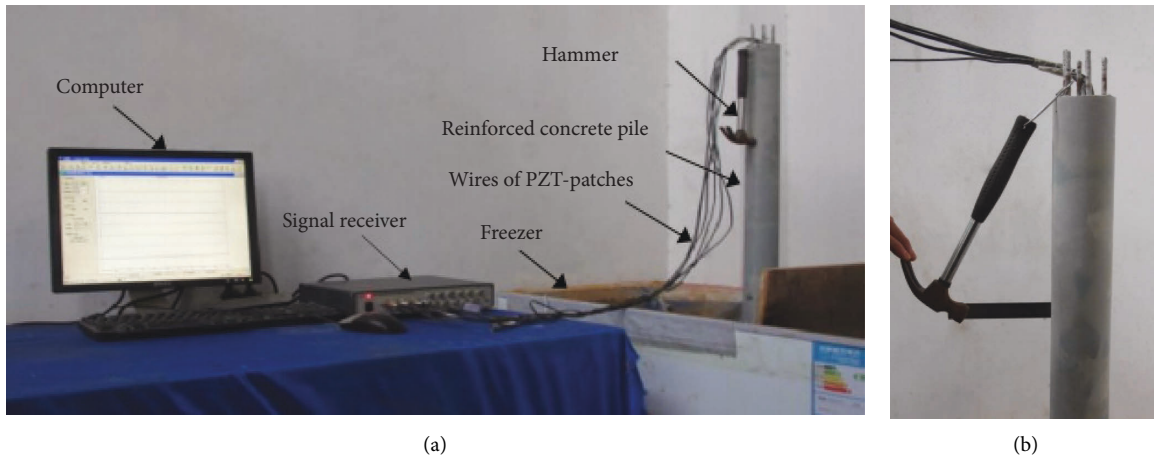 Hammer
Computer
Reinforced concrete pile
Wires of PZT-patches
Signal receiver
Freezer
(a)
(b)